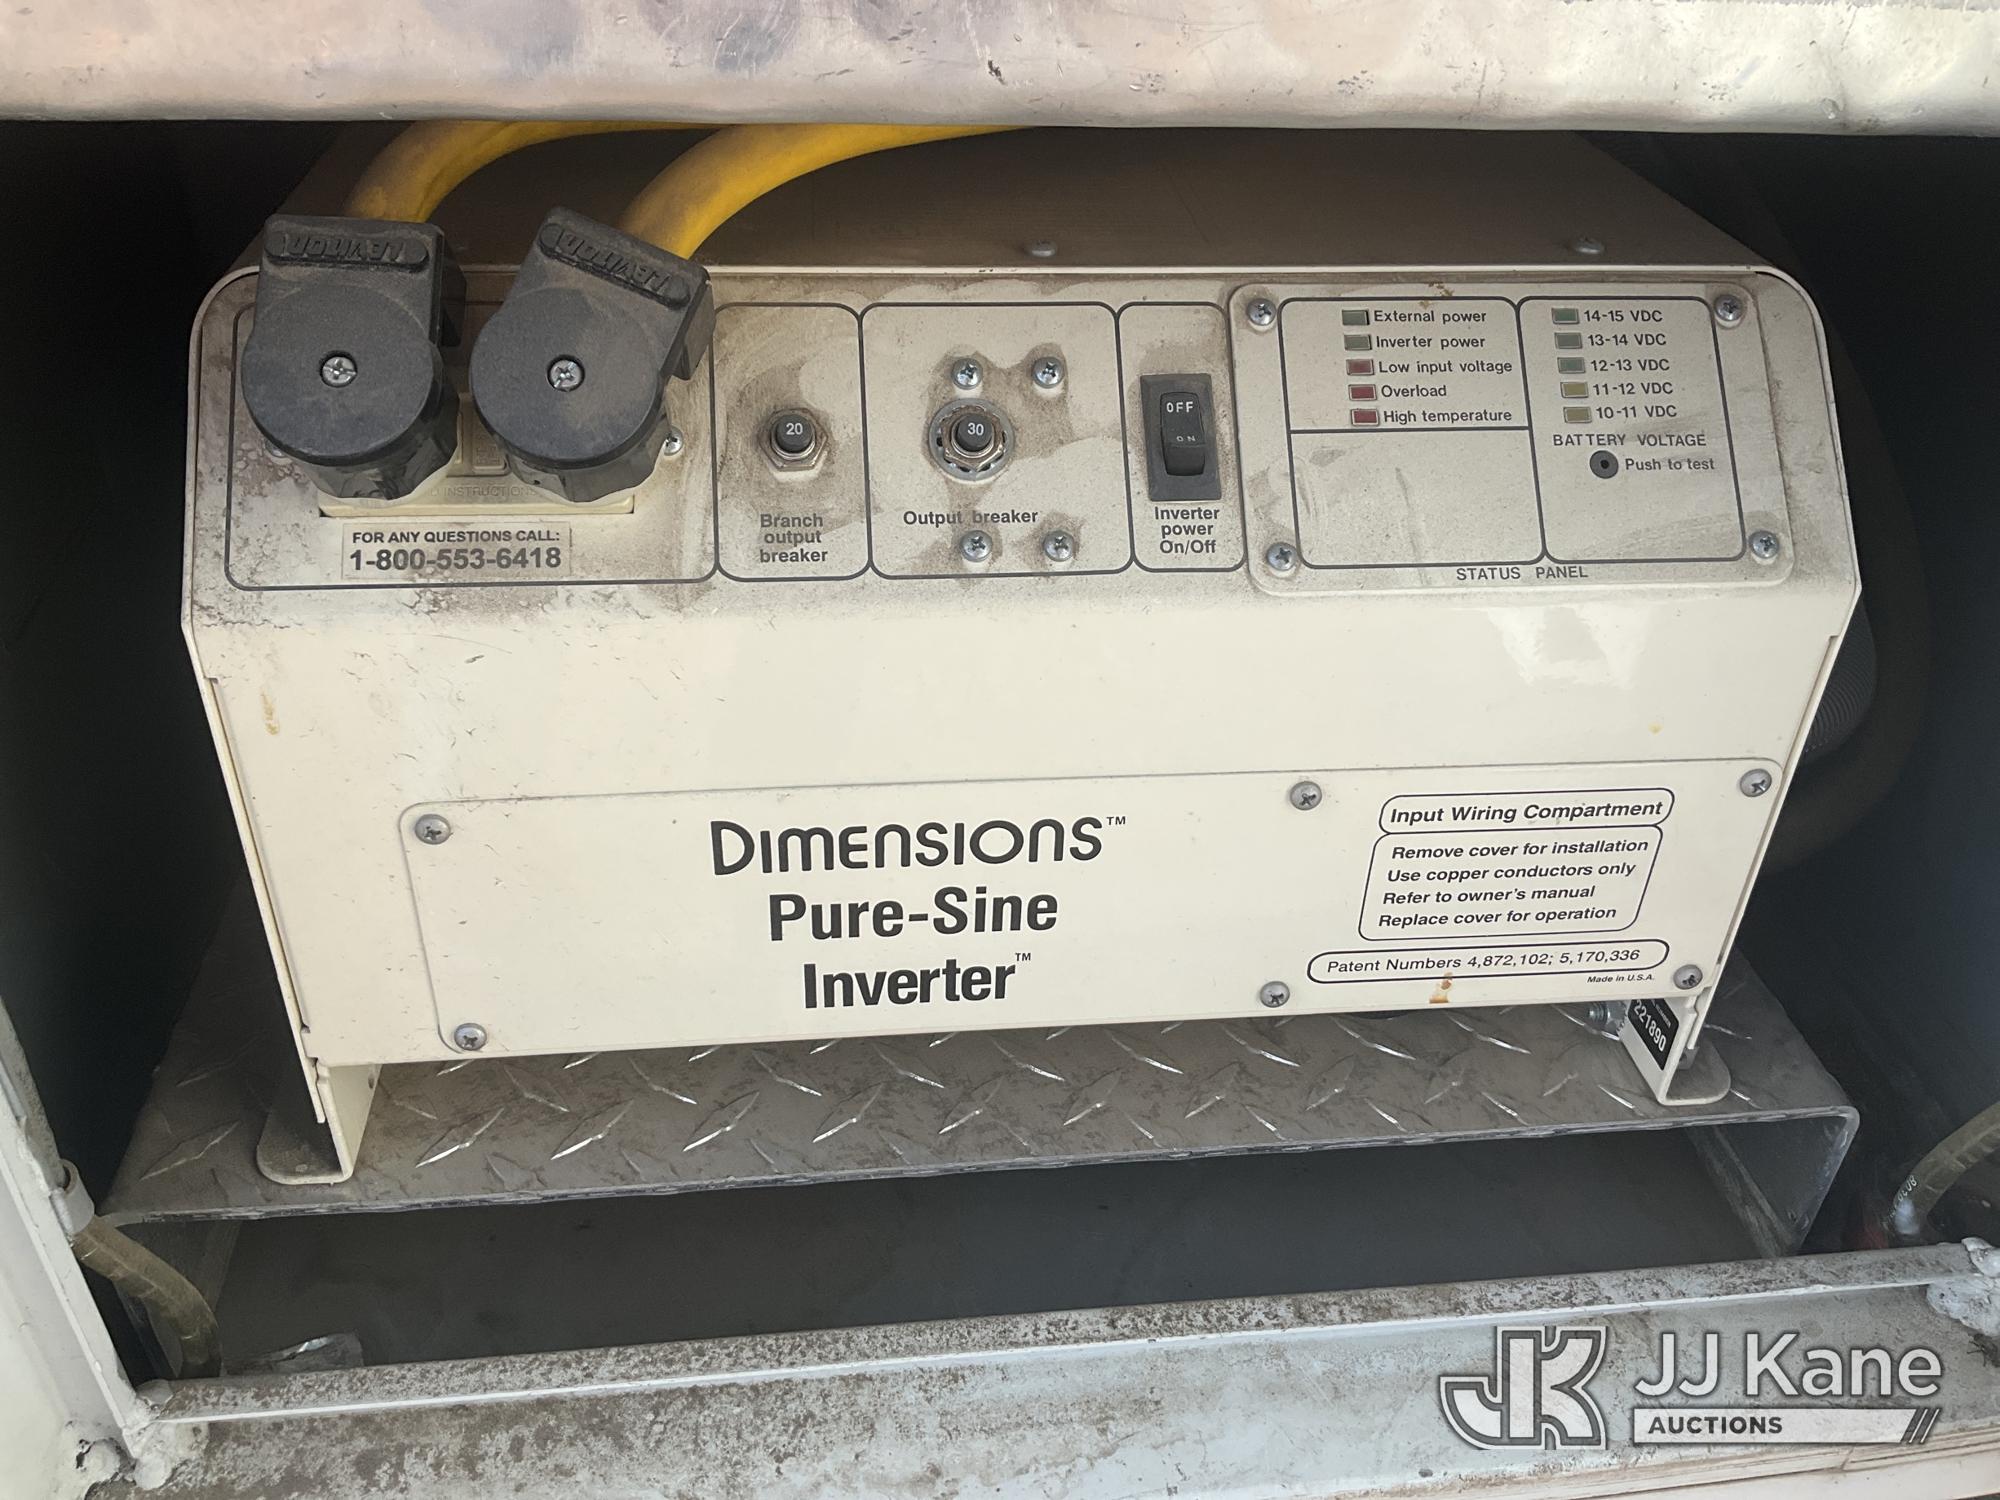 LEVITON
LEVITON
INSTRUCTIONS
FOR ANY QUESTIONS CALL:
1-800-553-6418
20
Branch
output
breaker
30
Output breaker
OFF
ON
Inverter
power
On/Off
External power
Inverter power
Low input voltage
Overload
High temperature
14-15 VDC
13-14 VDC
12-13 VDC
11-12 VDC
10-11 VDC
BATTERY VOLTAGE
Push to test
STATUS PANEL
DIMENSIONS™
Pure-Sine
Inverter™
Input Wiring Compartment
Remove cover for installation
Use copper conductors only
Refer to owner's manual
Replace cover for operation
Patent Numbers 4,872,102; 5,170,336
Made in U.S.A.
221890
JK
JJ Kane
AUCTIONS